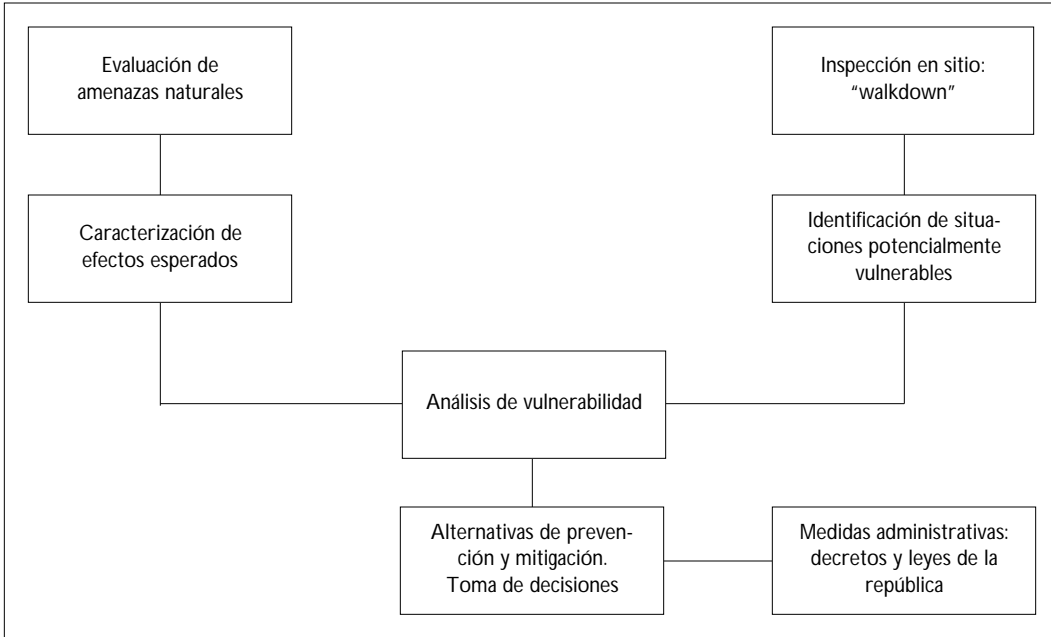 Evaluación de
amenazas naturales
Inspección en sitio:
“walkdown”
Caracterización de
efectos esperados
Identificación de situa-
ciones potencialmente
vulnerables
Análisis de vulnerabilidad
Alternativas de preven-
ción y mitigación.
Toma de decisiones
Medidas administrativas:
decretos y leyes de la
república